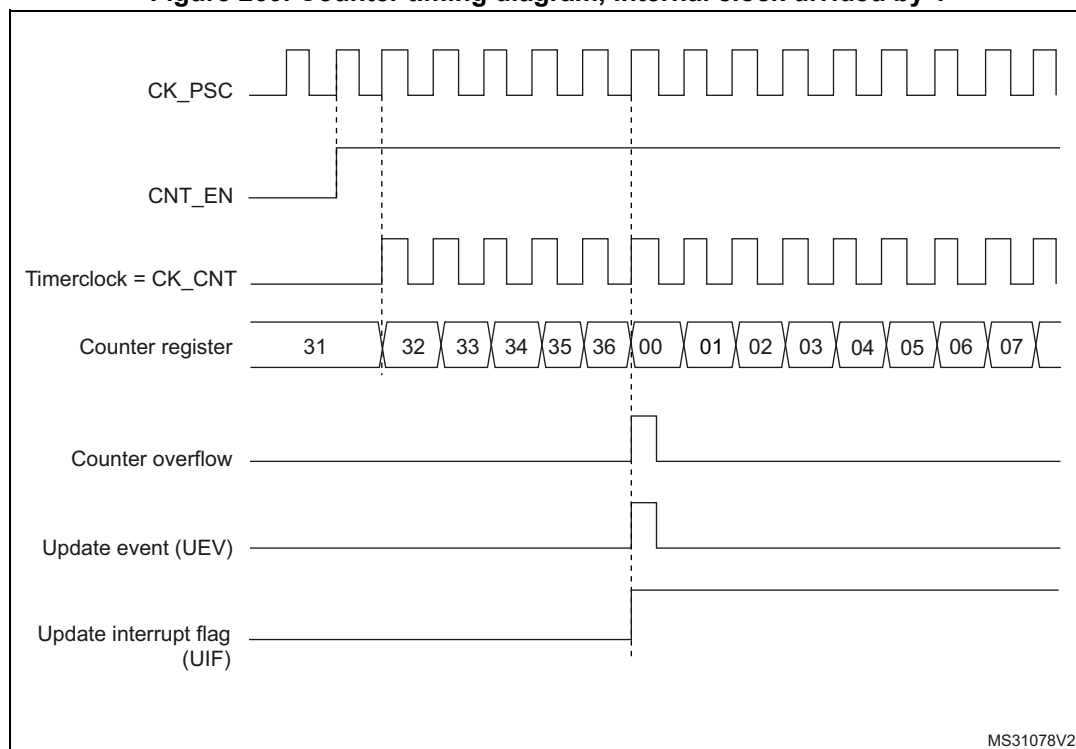 CK_PSC
CNT_EN
Timerclock = CK_CNT
Counter register 31 32 33 34 35 36 00 01 02 03 04 05 06 07
Counter overflow
Update event (UEV)
Update interrupt flag
(UIF)
MS31078V2